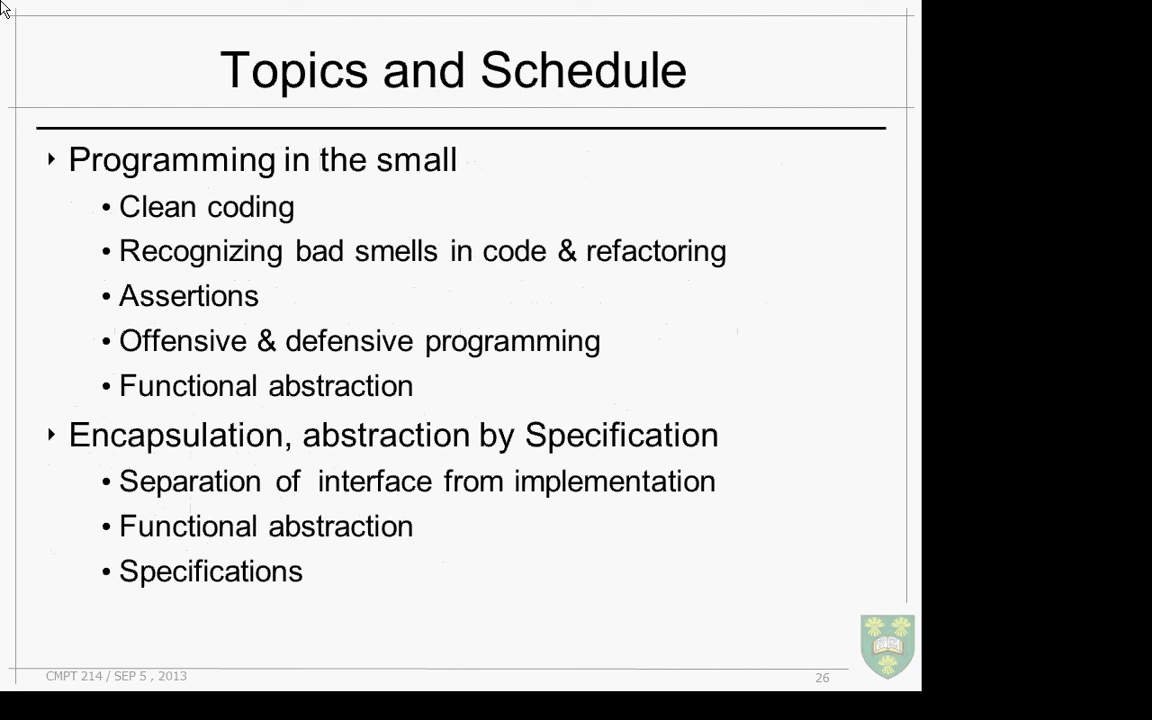 Topics and Schedule
Programming in the small
• Clean coding
• Recognizing bad smells in code & refactoring
• Assertions
• Offensive & defensive programming
• Functional abstraction
Encapsulation, abstraction by Specification
• Separation of interface from implementation
• Functional abstraction
• Specifications
CMPT 214 / SEP 5 , 2013
26